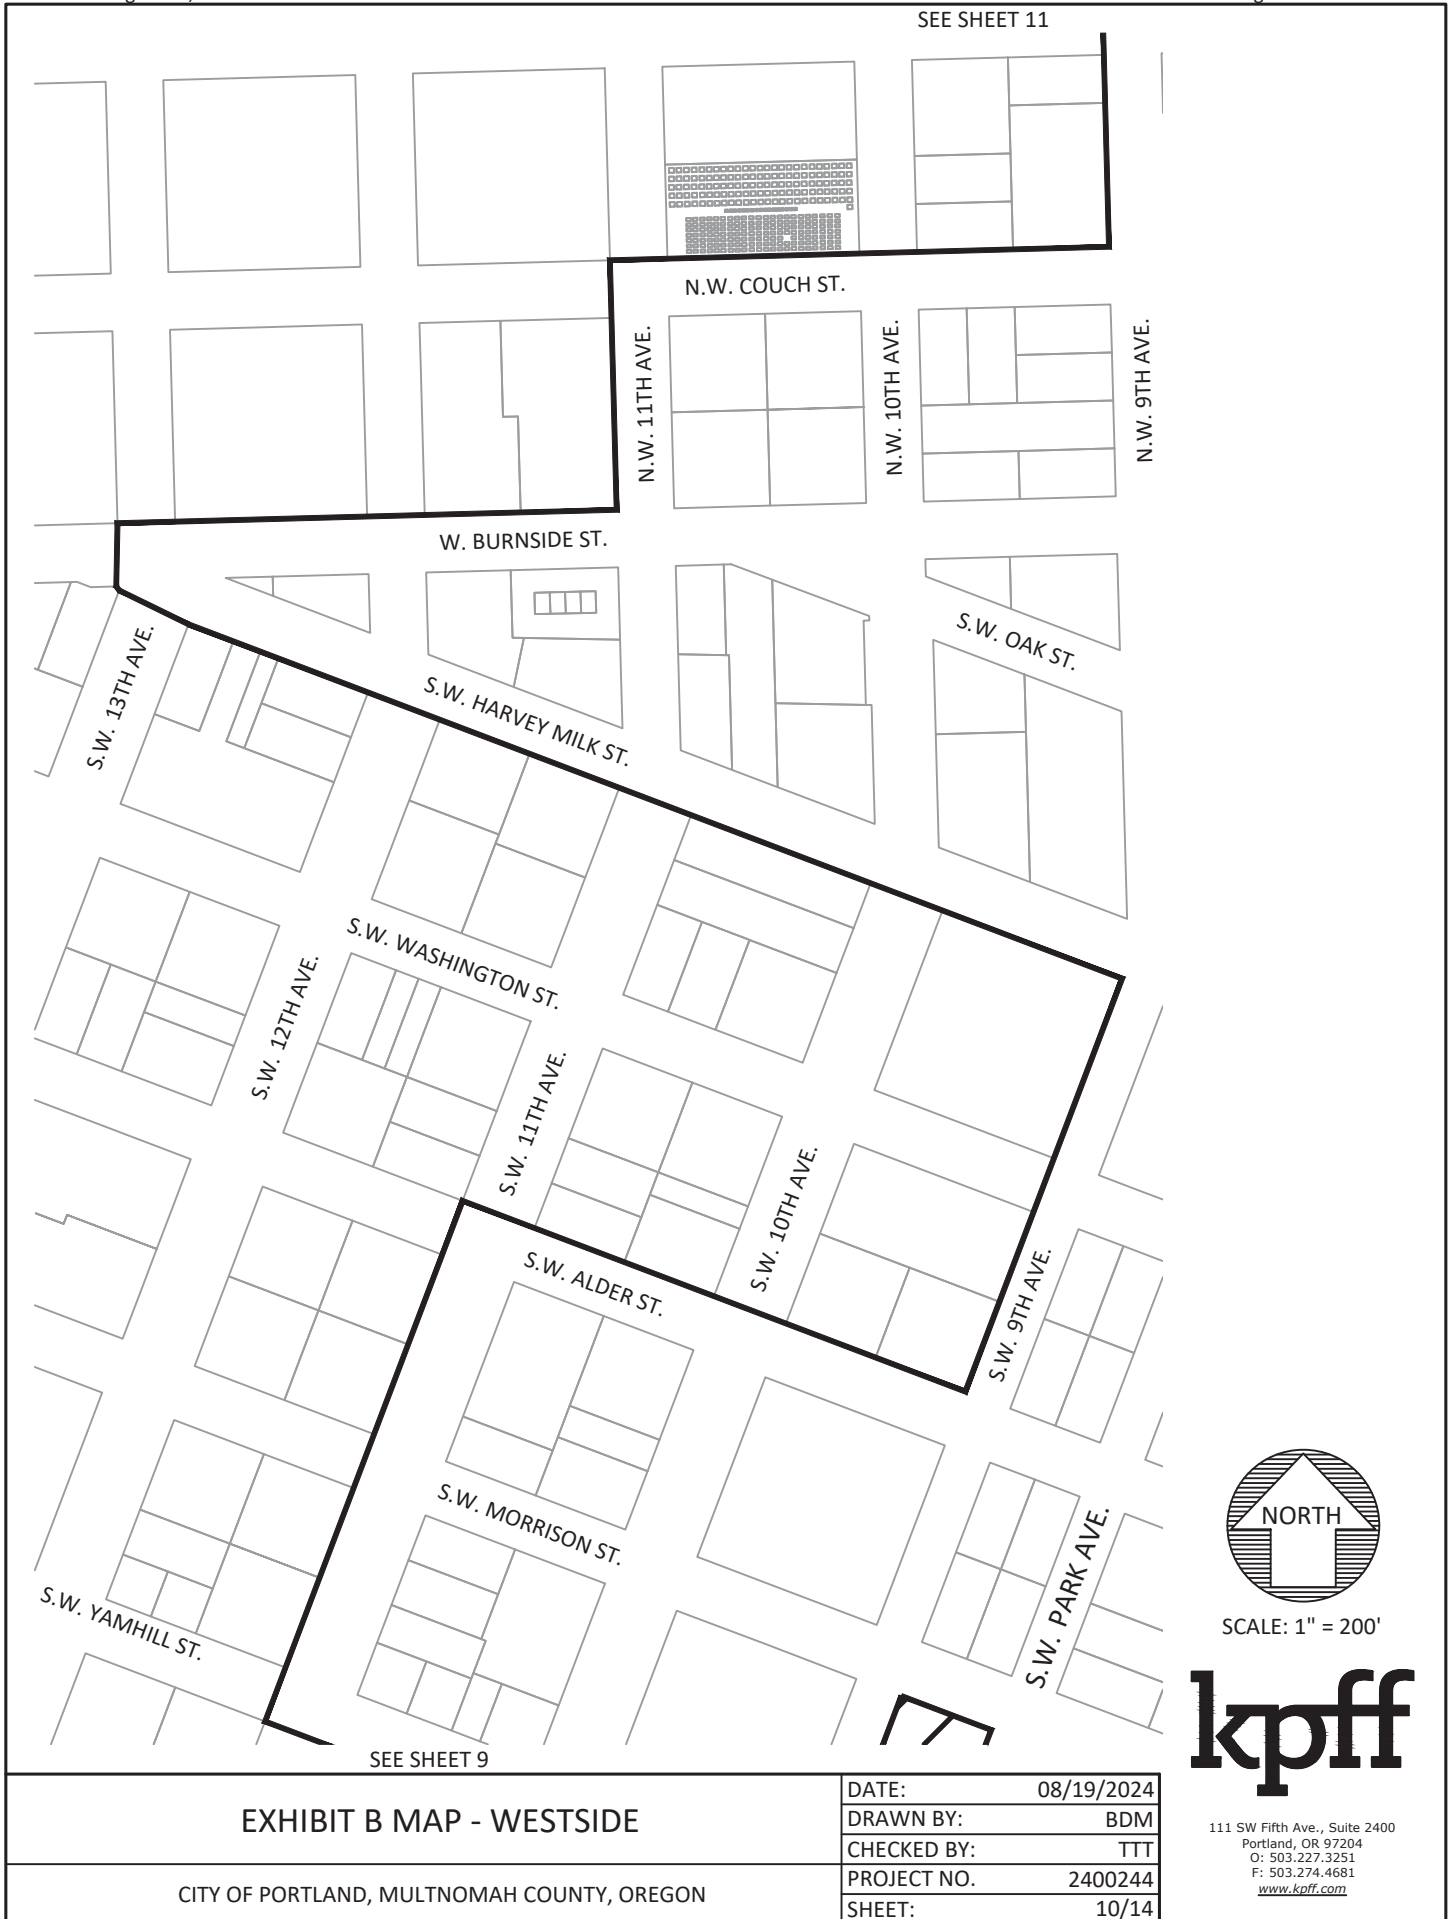 SEE SHEET 11
N.W. COUCH ST.
N.W. 11TH AVE.
N.W. 10TH AVE.
N.W. 9TH AVE.
W. BURNSIDE ST.
S.W. OAK ST.
S.W. 13TH AVE.
S.W. HARVEY MILK ST.
S.W. WASHINGTON ST.
S.W. 12TH AVE.
S.W. 11TH AVE.
S.W. 10TH AVE.
S.W. ALDER ST.
S.W. 9TH AVE.
S.W. MORRISON ST.
S.W. PARK AVE.
S.W. YAMHILL ST.
NORTH
SCALE: 1" = 200'
kpff
SEE SHEET 9
EXHIBIT B MAP - WESTSIDE
CITY OF PORTLAND, MULTNOMAH COUNTY, OREGON
DATE: 08/19/2024
DRAWN BY: BDM
CHECKED BY: TTT
PROJECT NO. 2400244
SHEET: 10/14
111 SW Fifth Ave., Suite 2400
Portland, OR 97204
O: 503.227.3251
F: 503.274.4681
www.kpff.com